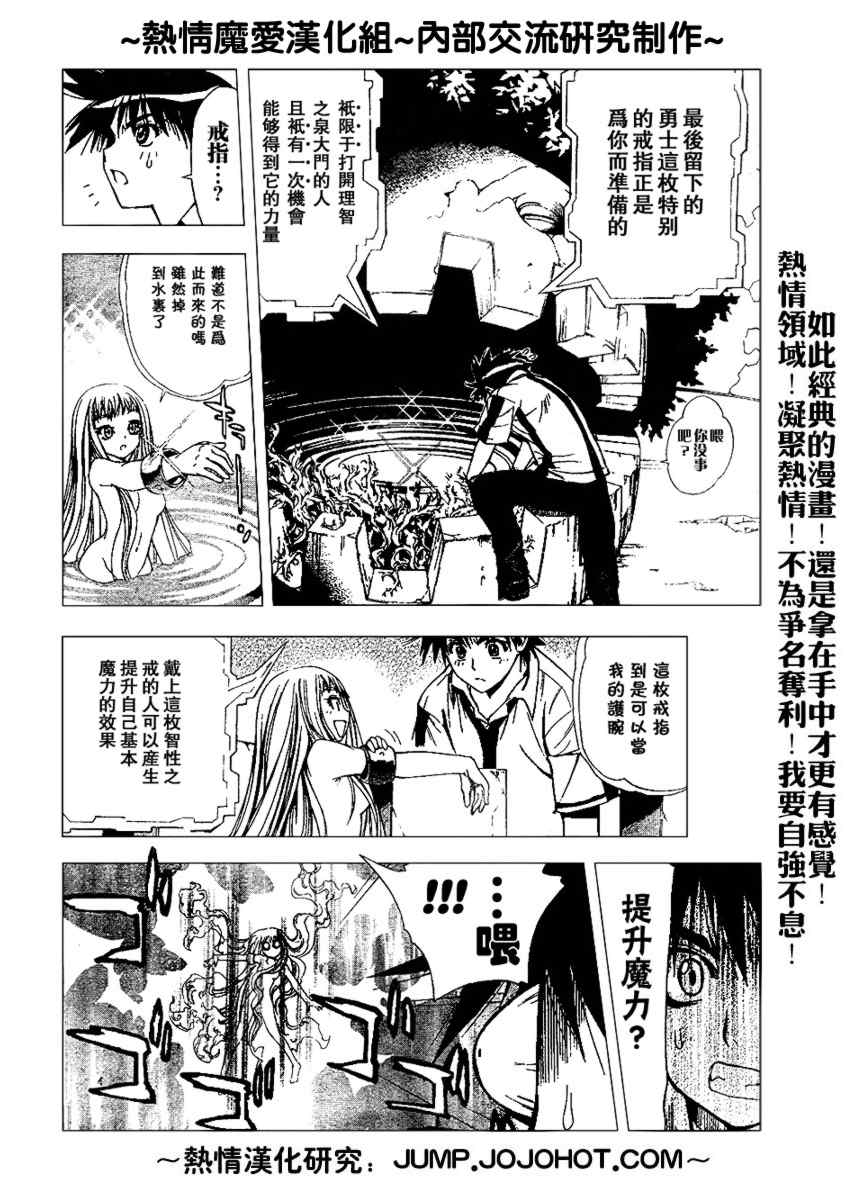 ~熱情魔愛漢化組~內部交流研究制作~
最後留下的
勇士這枚特别
的戒指正是
爲你而準備的
衹限于打開理智
之泉大門的人
且衹有一次機會
能够得到它的力量
戒指…?
喂
你没事
吧?
難道不是爲
此而來的嗎
雖然掉
到水裏了
這枚戒指
到是可以當
我的護腕
戴上這枚智性之
戒的人可以産生
提升自己基本
魔力的效果
提升魔力?
…喂
!!!
ゴゴゴゴ
如此經典的漫畫！還是拿在手中才更有感覺！
熱情領域！凝聚熱情！不為爭名奪利！我要自強不息！
～熱情漢化研究：JUMP.JOJOHOT.COM～